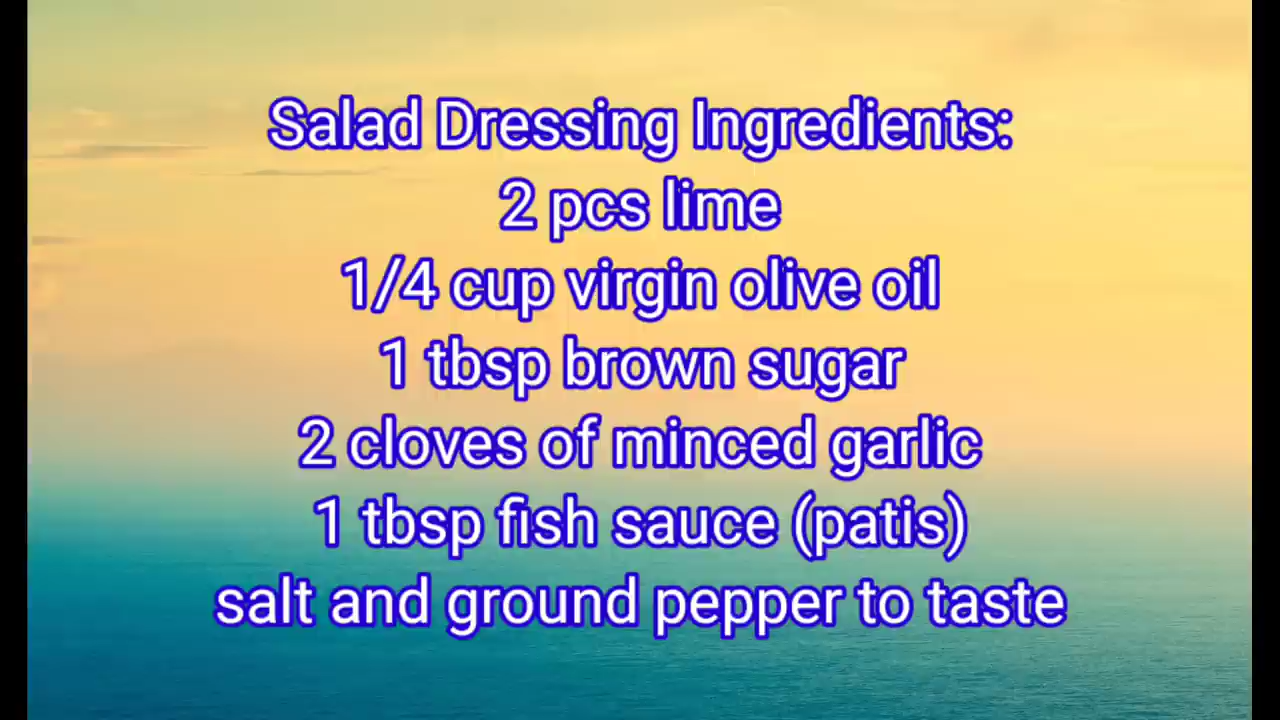 Salad Dressing Ingredients:
2 pcs lime
1/4 cup virgin olive oil
1 tbsp brown sugar
2 cloves of minced garlic
1 tbsp fish sauce (patis)
salt and ground pepper to taste